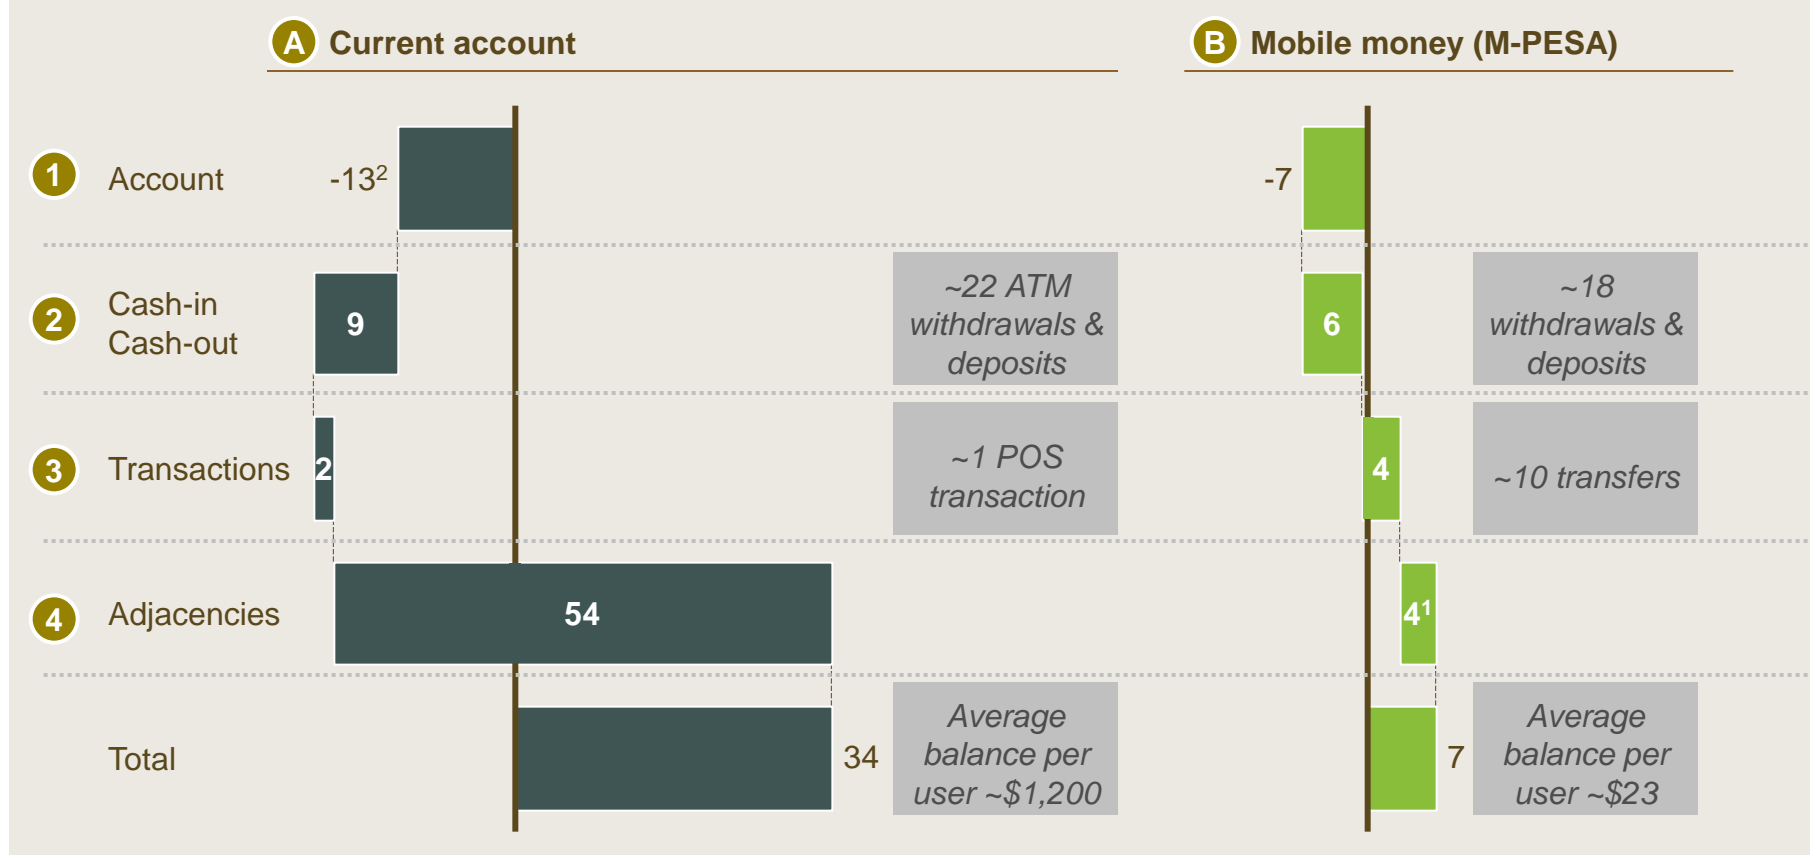 A Current account
B Mobile money (M-PESA)
1 Account
-13²
-7
2 Cash-in
Cash-out
9
~22 ATM
withdrawals &
deposits
6
~18
withdrawals &
deposits
3 Transactions
2
~1 POS
transaction
4
~10 transfers
4 Adjacencies
54
4¹
Total
34
Average
balance per
user ~$1,200
7
Average
balance per
user ~$23